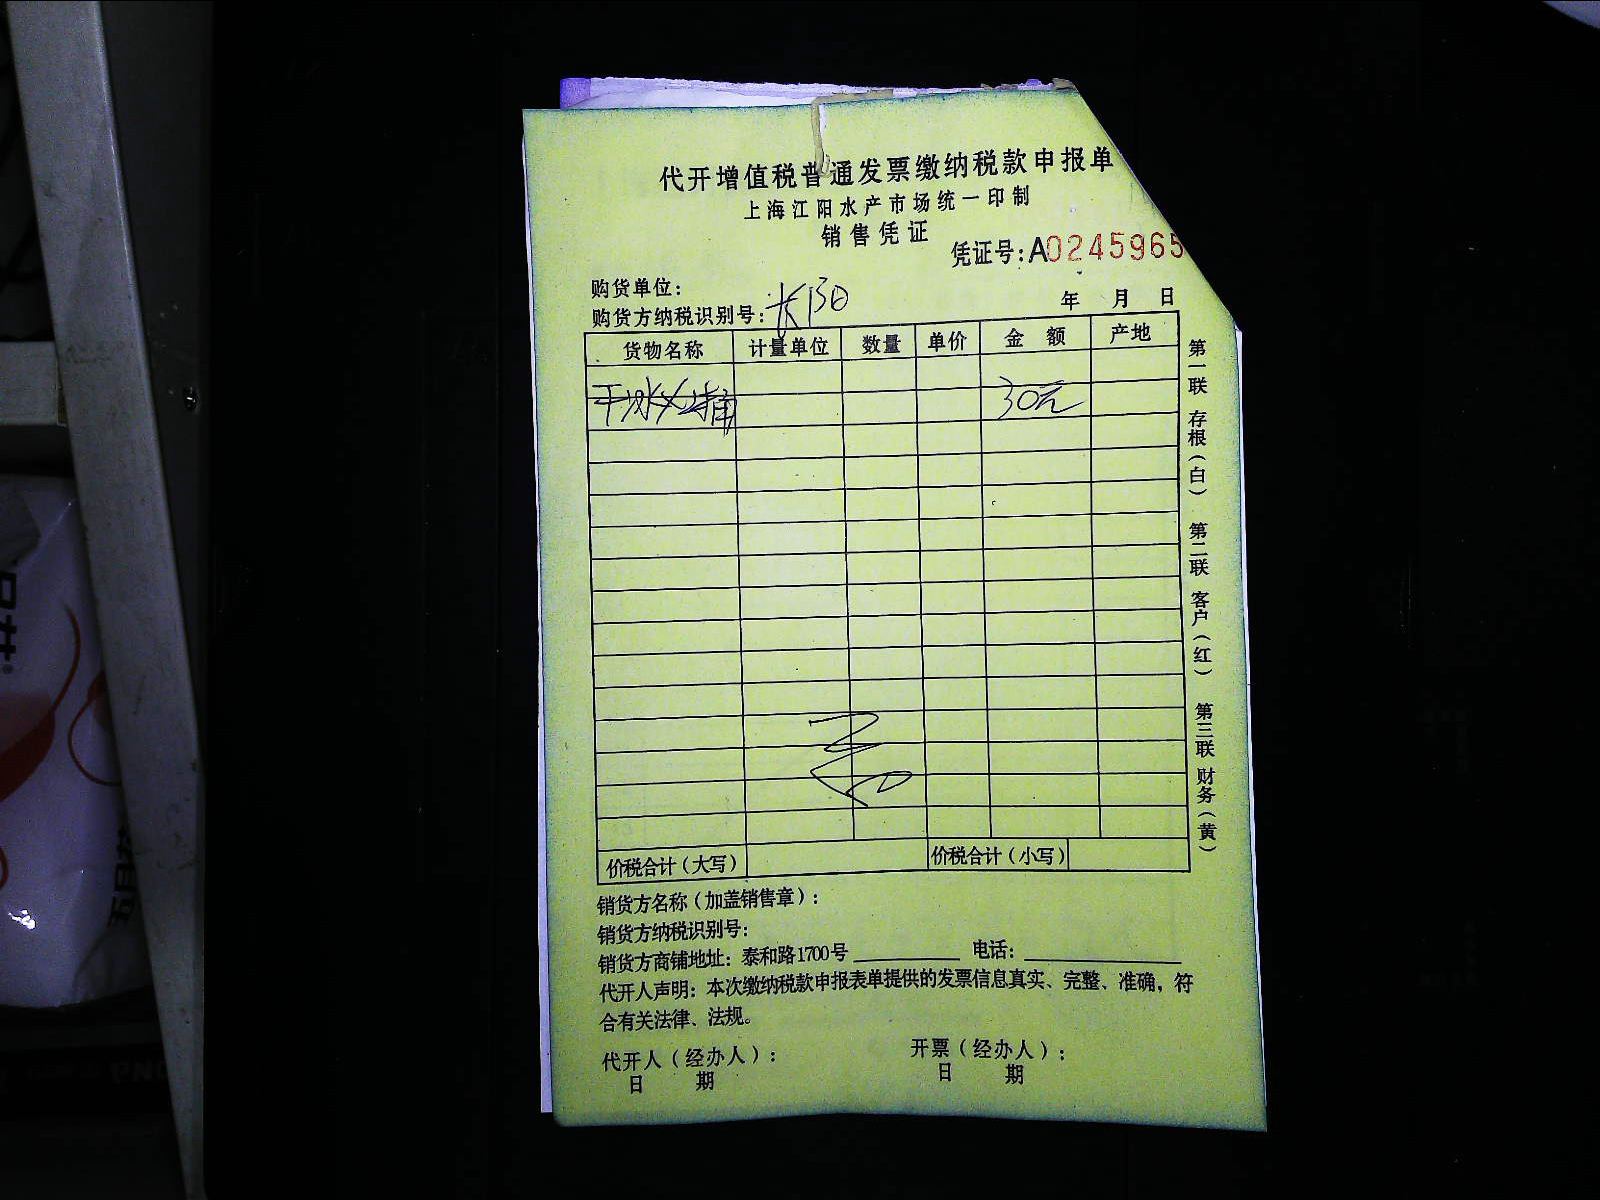 代开增值税普通发票缴纳税款申报单
上海江阳水产市场统一印制
销售凭证
凭证号:A0245965
购货单位:
购货方纳税识别号:
年 月 日
货物名称 计量单位 数量 单价 金 额 产地
30元
价税合计(大写) 价税合计(小写)
销货方名称(加盖销售章):
销货方纳税识别号:
销货方商铺地址:泰和路1700号 电话:
代开人声明:本次缴纳税款申报表单提供的发票信息真实、完整、准确,符
合有关法律、法规。
代开人(经办人): 开票(经办人):
日 期 日 期
第一联 存根(白) 第二联 客户(红) 第三联 财务(黄)